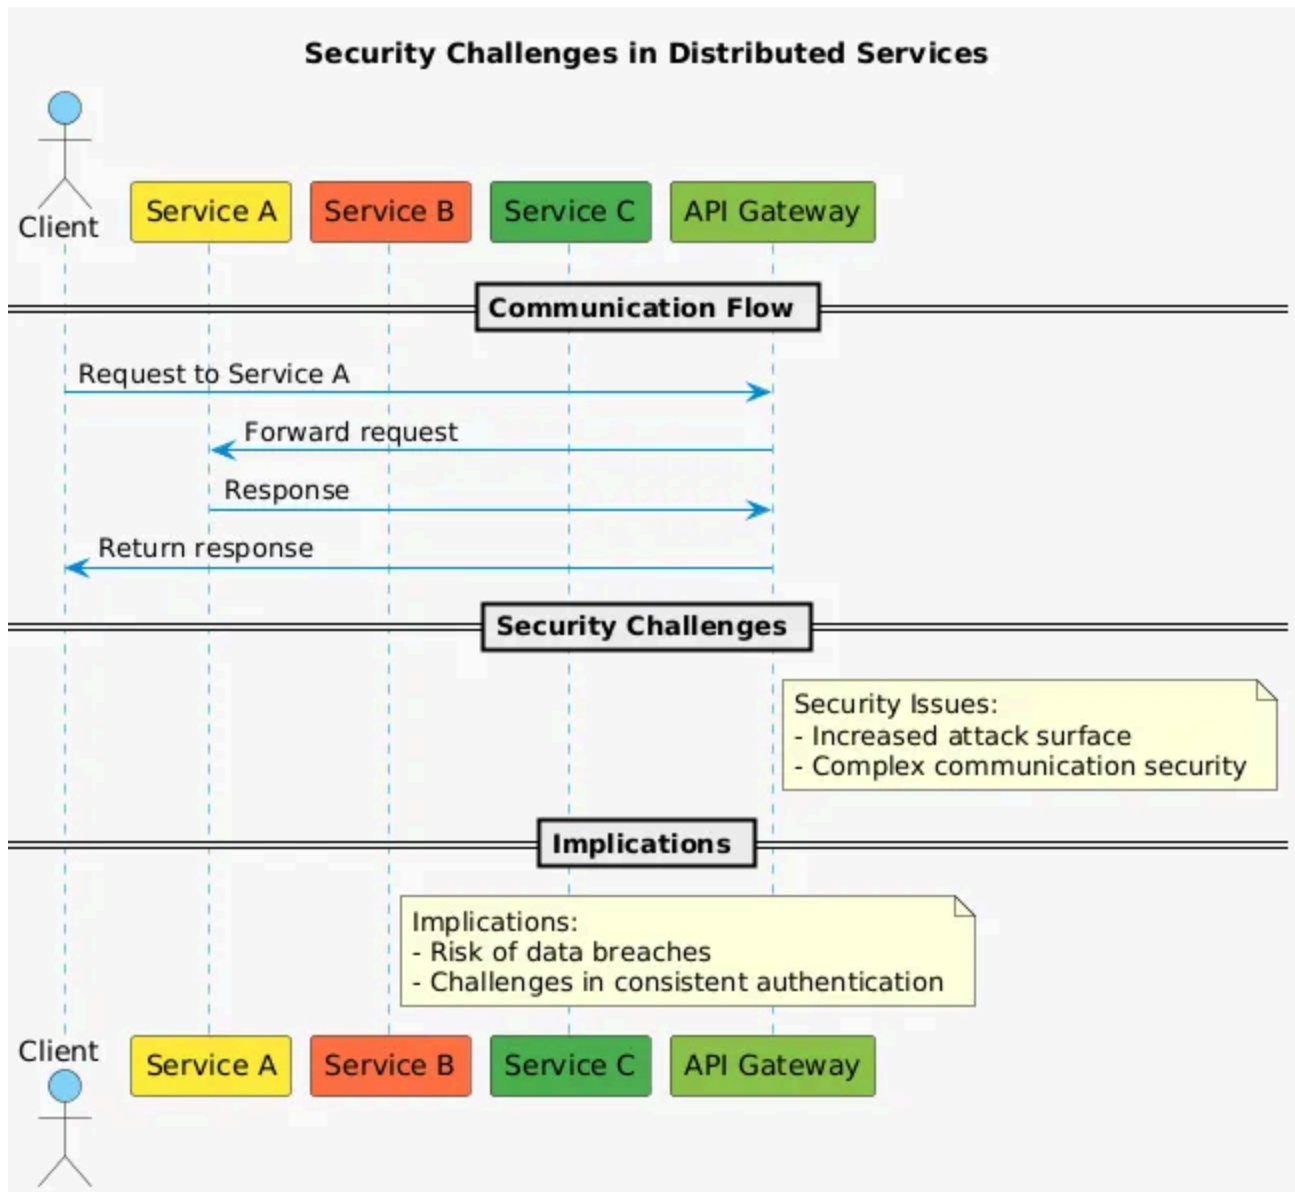 Security Challenges in Distributed Services
Client
Service A
Service B
Service C
API Gateway
Communication Flow
Request to Service A
Forward request
Response
Return response
Security Challenges
Security Issues:
- Increased attack surface
- Complex communication security
Implications
Implications:
- Risk of data breaches
- Challenges in consistent authentication
Client
Service A
Service B
Service C
API Gateway